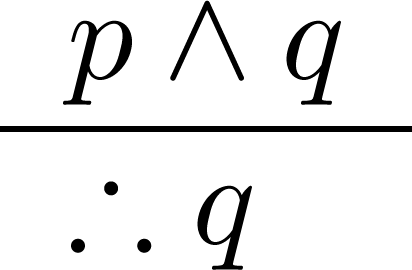 p ∧ q
∴ q